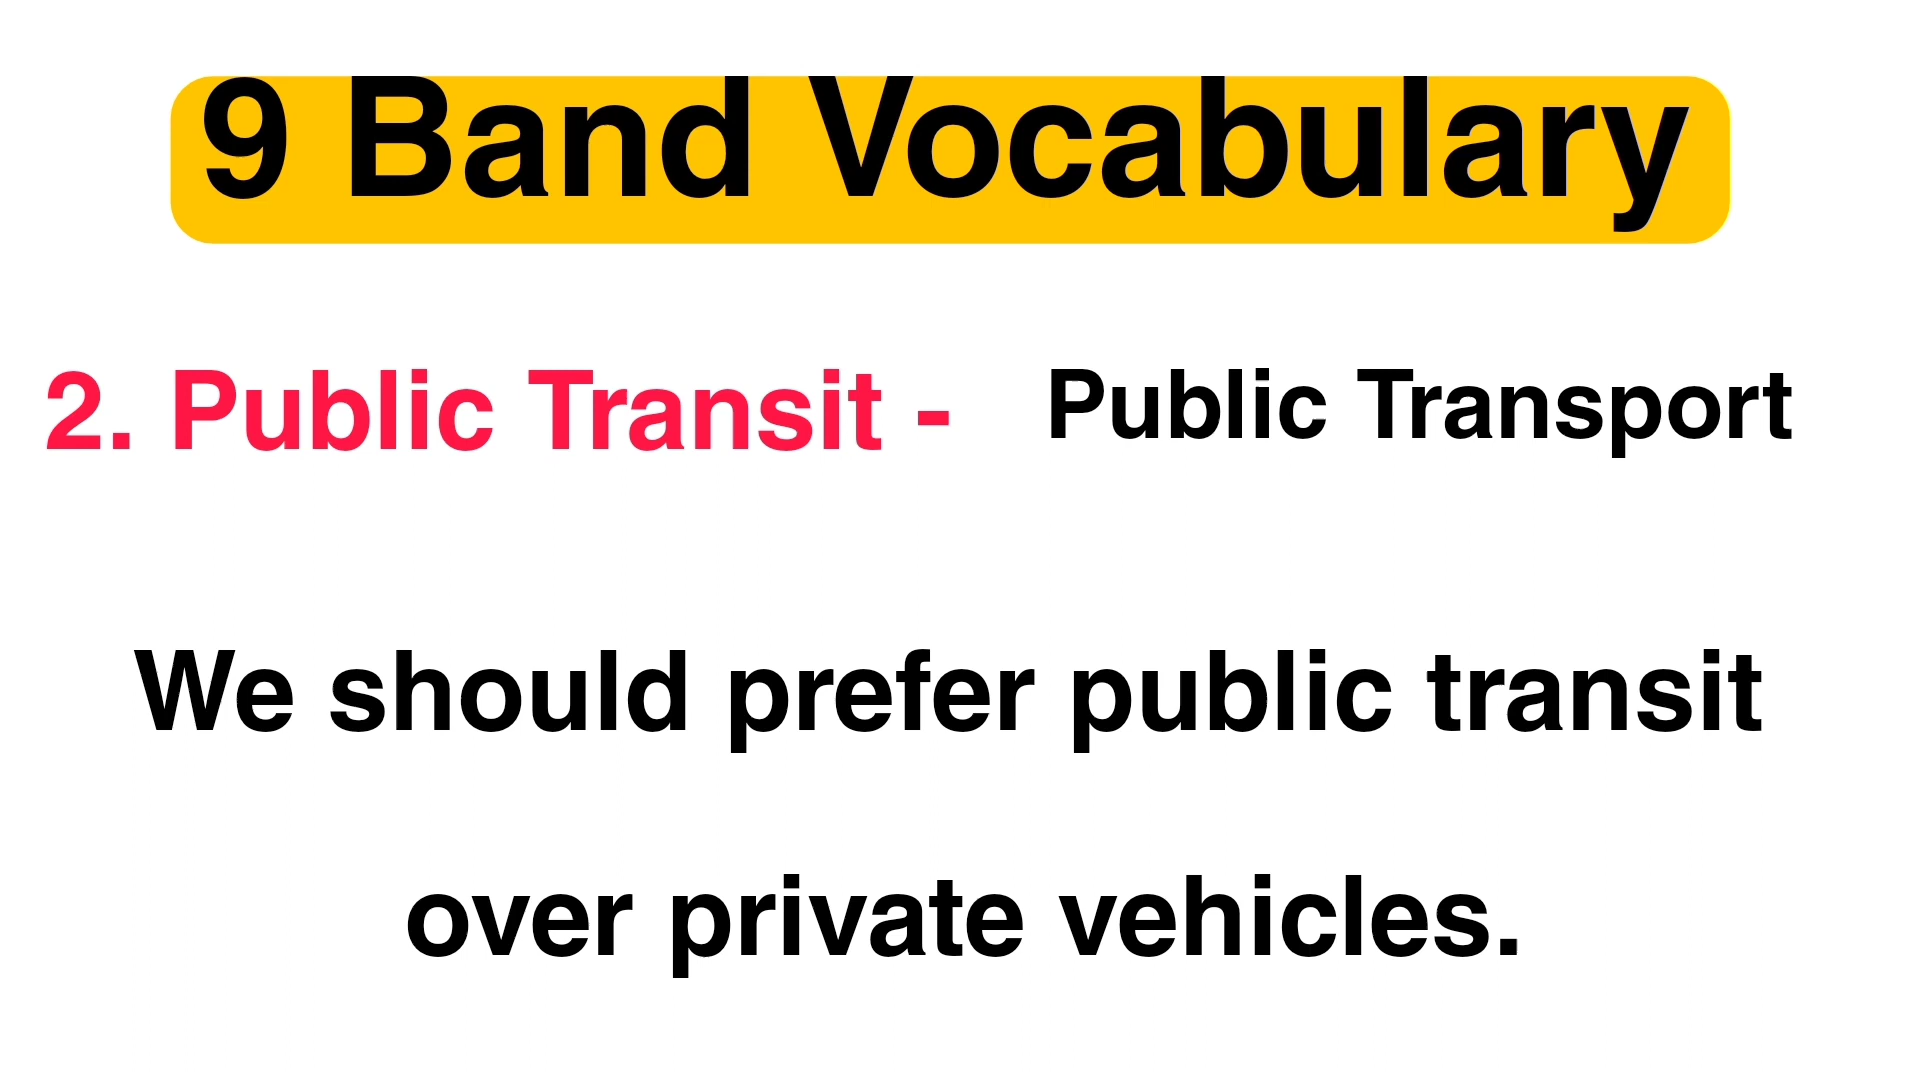 9 Band Vocabulary
2. Public Transit - Public Transport
We should prefer public transit
over private vehicles.